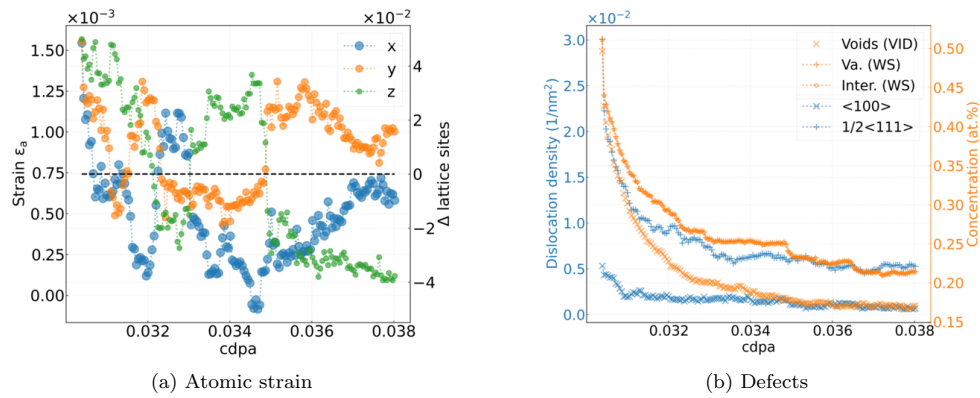 ×10⁻³
×10⁻²
1.50
1.25
1.00
0.75
0.50
0.25
0.00
Strain εₐ
x
y
z
4
2
0
−2
−4
Δ lattice sites
0.032
0.034
0.036
0.038
cdpa
(a) Atomic strain
×10⁻²
3.0
2.5
2.0
1.5
1.0
0.5
0.0
Dislocation density (1/nm²)
Voids (VID)
Va. (WS)
Inter. (WS)
<100>
1/2<111>
0.50
0.45
0.40
0.35
0.30
0.25
0.20
0.15
Concentration (at.%)
0.032
0.034
0.036
0.038
cdpa
(b) Defects